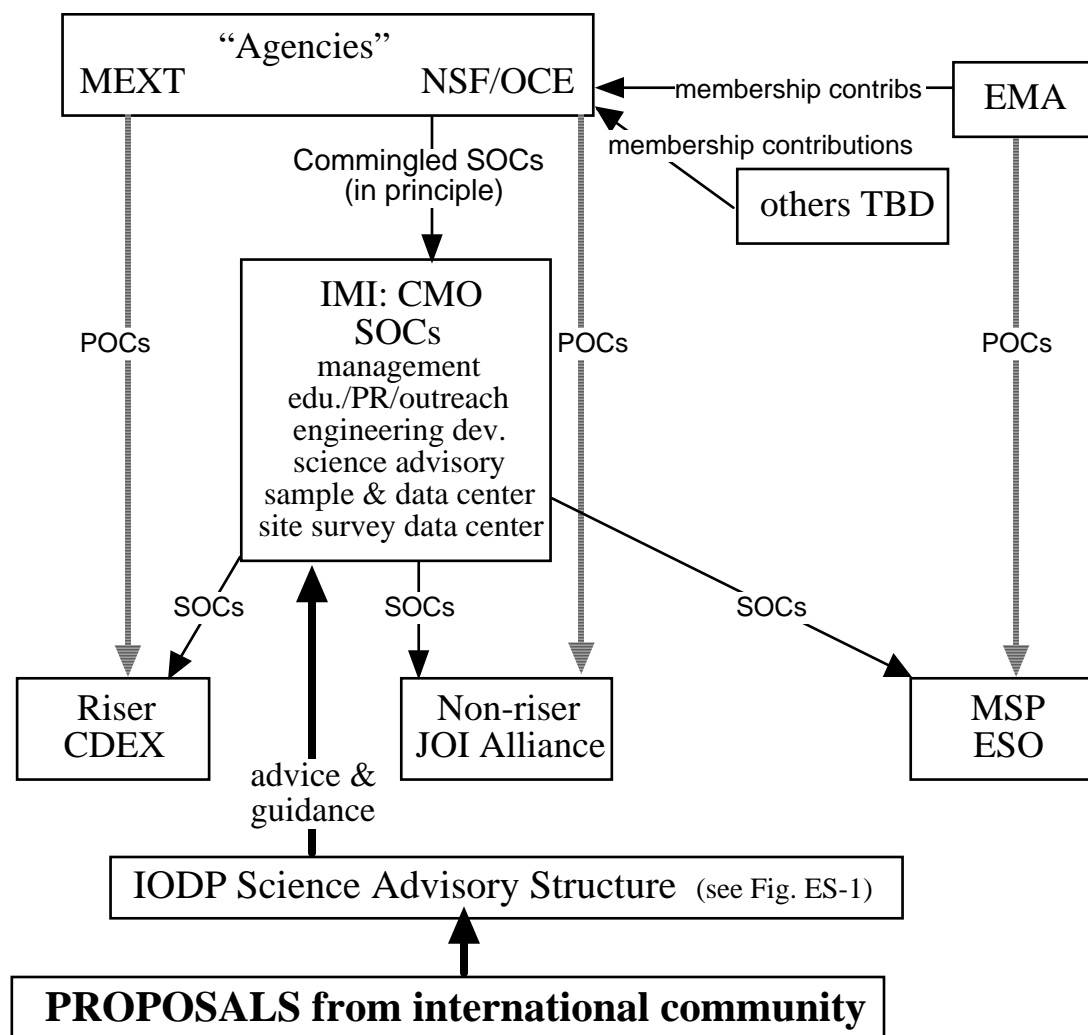 “Agencies”
MEXT NSF/OCE
membership contribs
EMA
membership contributions
Commingled SOCs
(in principle)
others TBD
IMI: CMO
SOCs
management
edu./PR/outreach
engineering dev.
science advisory
sample & data center
site survey data center
POCs
POCs
POCs
SOCs
SOCs
SOCs
Riser
CDEX
Non-riser
JOI Alliance
MSP
ESO
advice &
guidance
IODP Science Advisory Structure (see Fig. ES-1)
PROPOSALS from international community